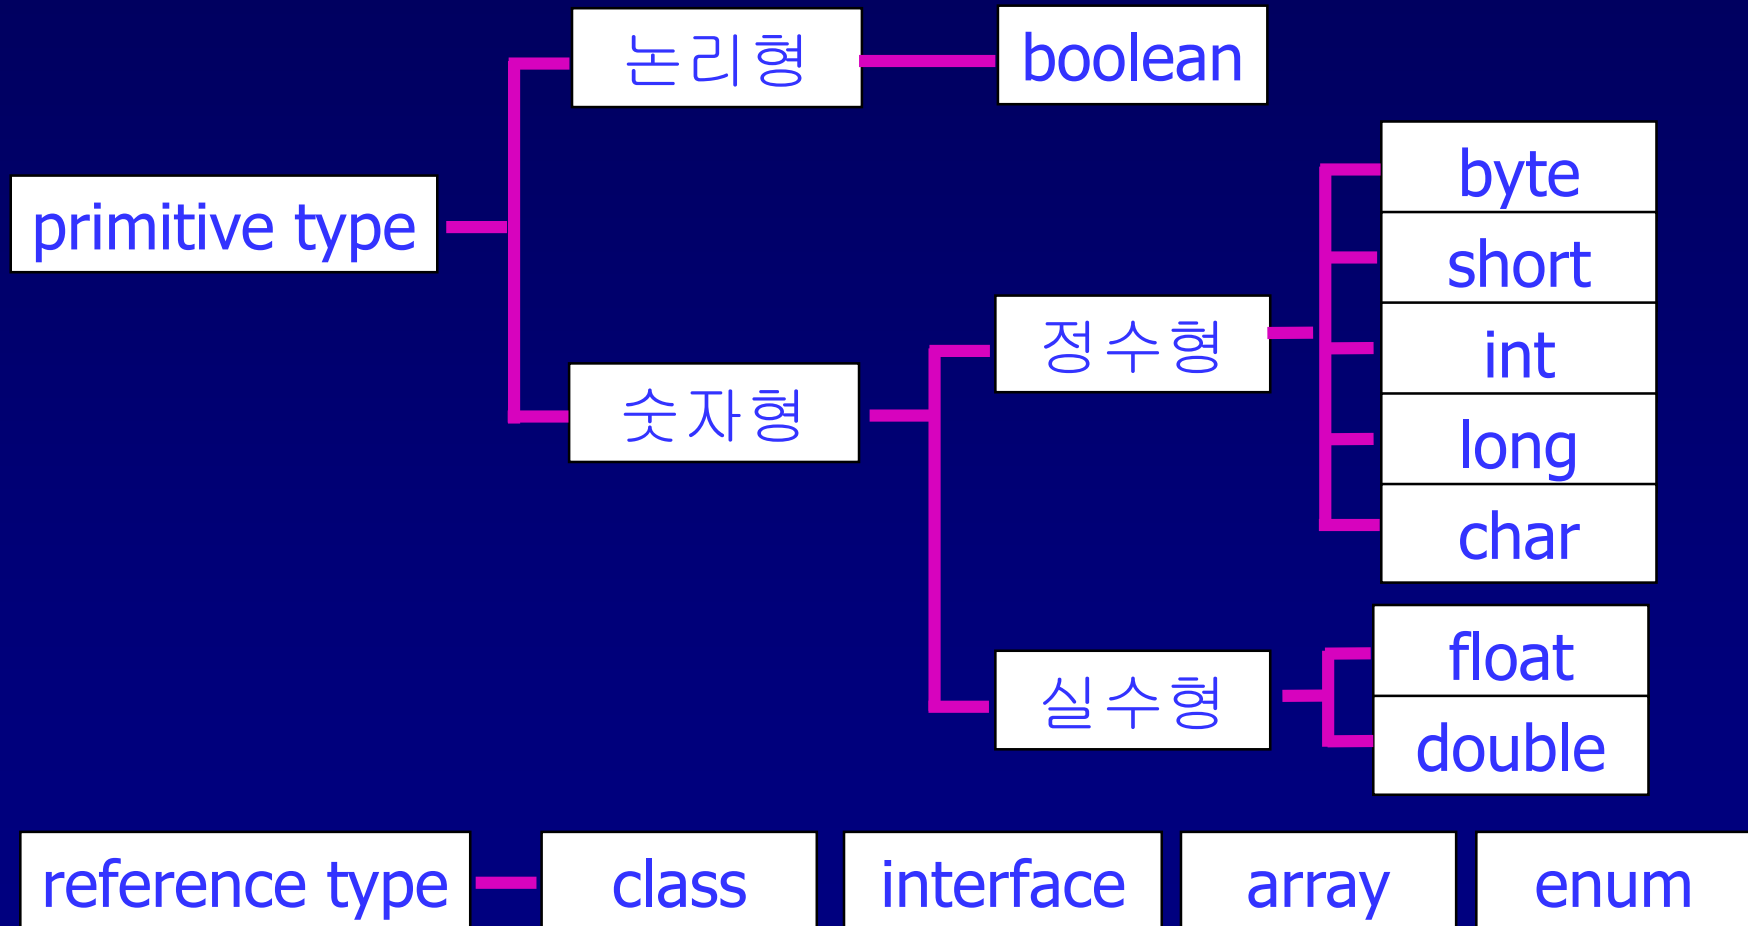 논리형
boolean
primitive type
숫자형
정수형
byte
short
int
long
char
실수형
float
double
reference type
class
interface
array
enum